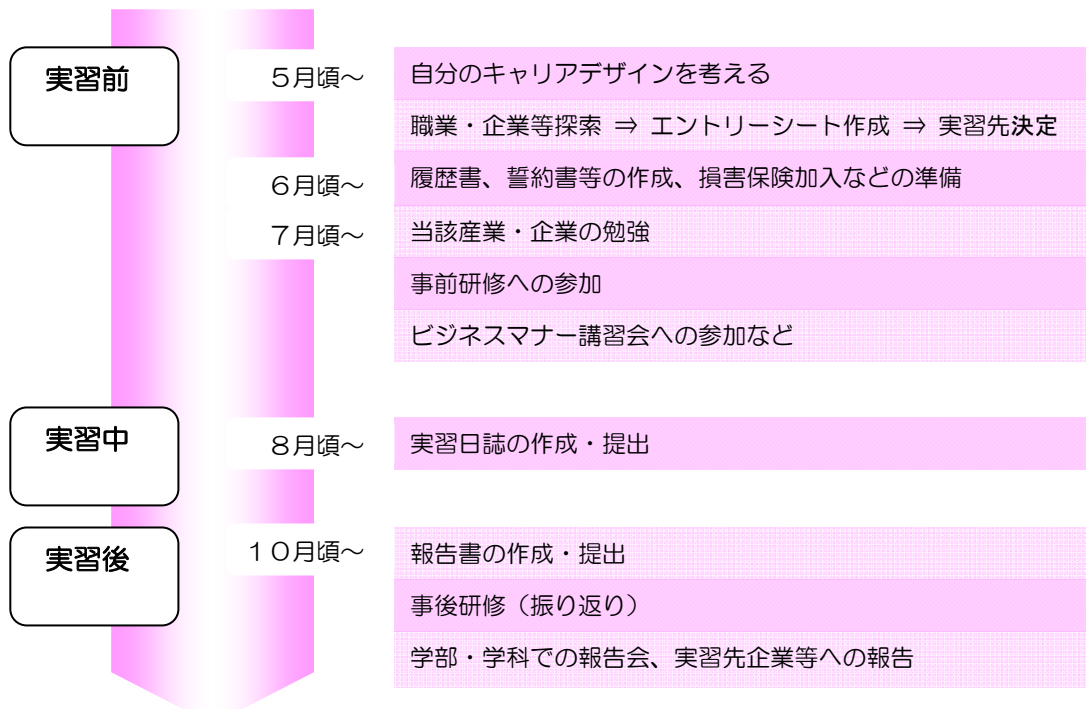 実習前
５月頃～
自分のキャリアデザインを考える
職業・企業等探索 ⇒ エントリーシート作成 ⇒ 実習先決定
６月頃～
履歴書、誓約書等の作成、損害保険加入などの準備
７月頃～
当該産業・企業の勉強
事前研修への参加
ビジネスマナー講習会への参加など
実習中
８月頃～
実習日誌の作成・提出
実習後
１０月頃～
報告書の作成・提出
事後研修（振り返り）
学部・学科での報告会、実習先企業等への報告